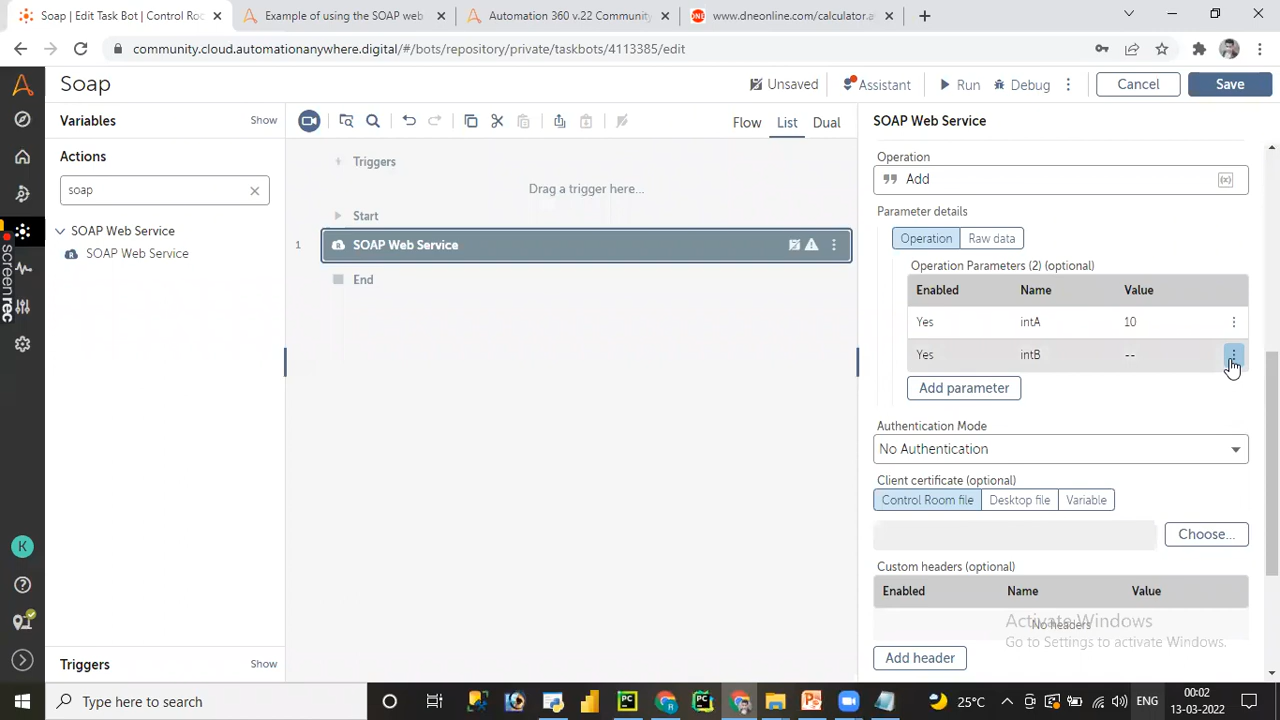 Soap | Edit Task Bot | Control Roo
Example of using the SOAP web
Automation 360 v.22 Community
www.dneonline.com/calculator.a
community.cloud.automationanywhere.digital/#/bots/repository/private/taskbots/4113385/edit
Soap
Unsaved
Assistant
Run
Debug
Cancel
Save
Variables
Show
Flow
List
Dual
SOAP Web Service
Actions
soap
SOAP Web Service
SOAP Web Service
Triggers
Drag a trigger here...
Start
1
SOAP Web Service
End
Operation
Add
Parameter details
Operation
Raw data
Operation Parameters (2) (optional)
Enabled Name Value
Yes intA 10
Yes intB --
Add parameter
Authentication Mode
No Authentication
Client certificate (optional)
Control Room file
Desktop file
Variable
Choose...
Custom headers (optional)
Enabled Name Value
No headers
Activate Windows
Go to Settings to activate Windows.
Add header
screenrec
K
Triggers
Show
Type here to search
25°C
ENG
00:02
13-03-2022